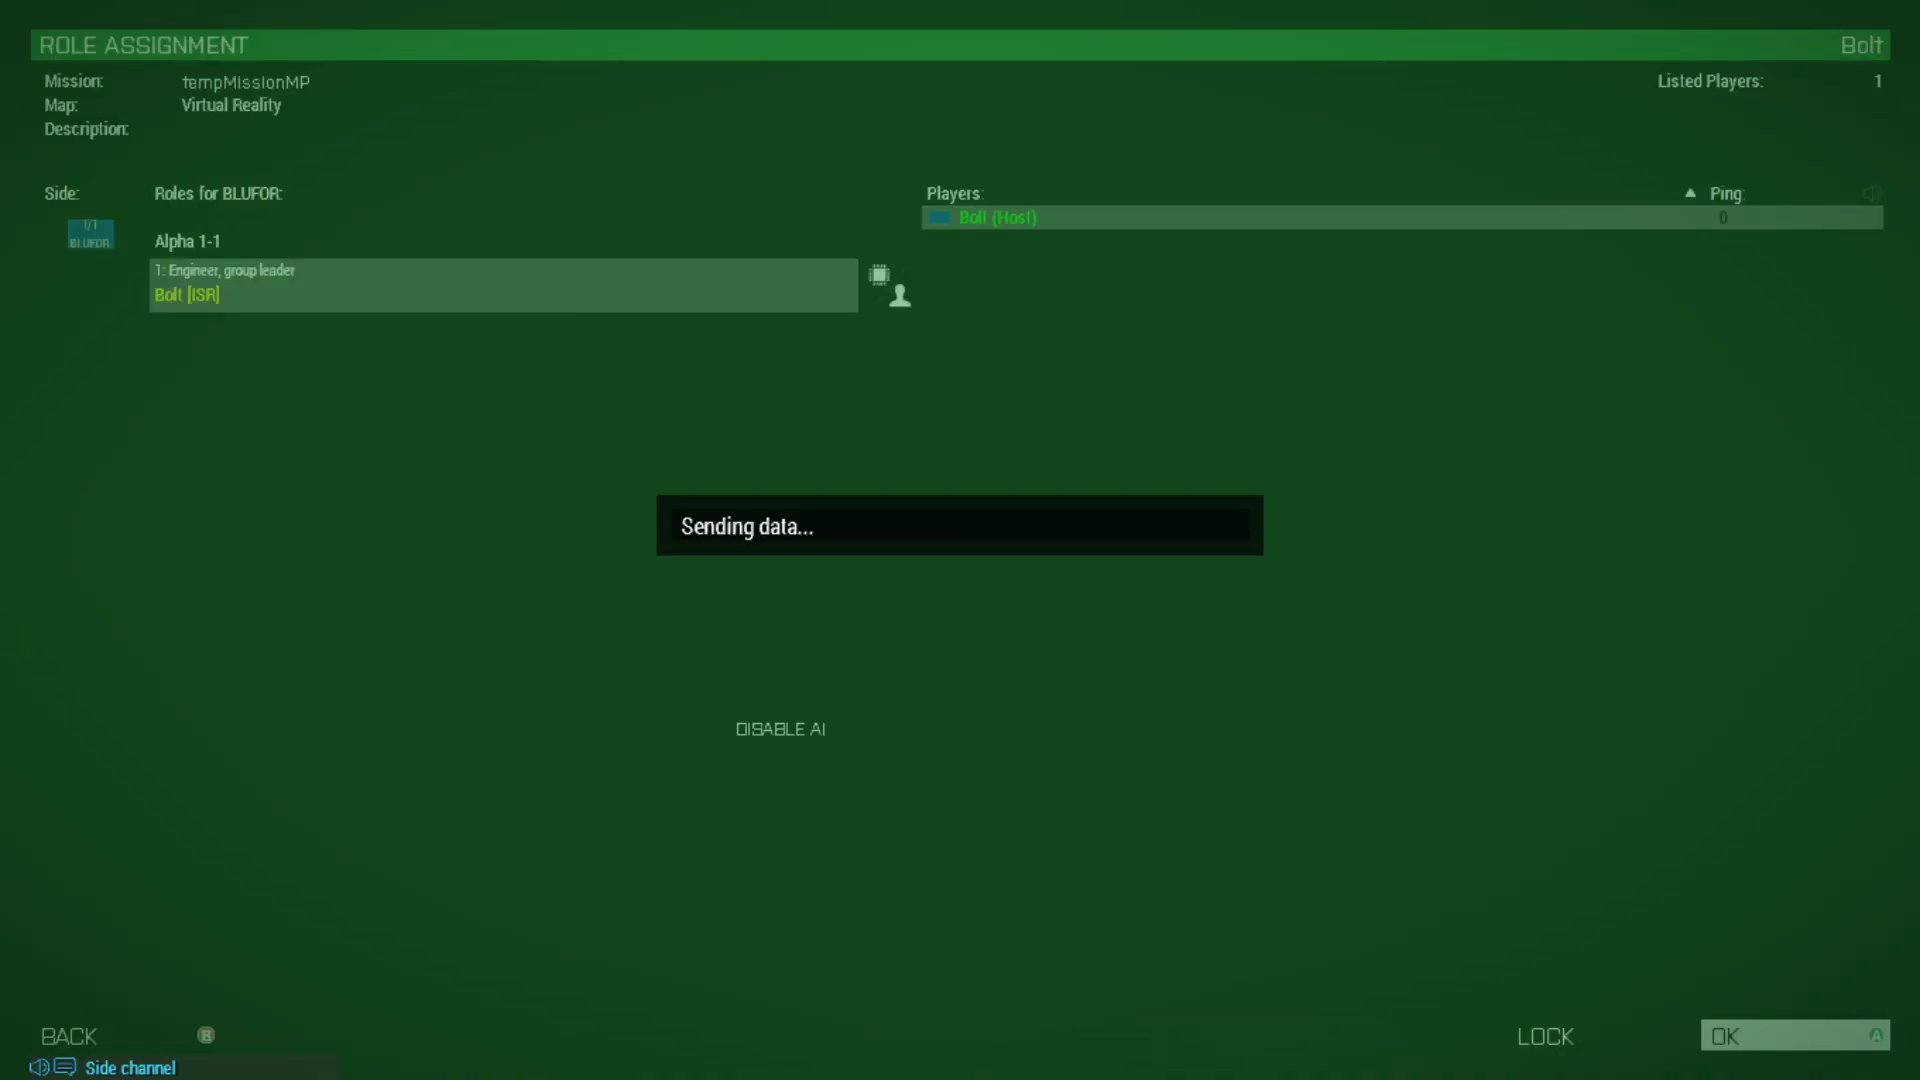 ROLE ASSIGNMENT Bolt
Mission: tempMissionMP Listed Players: 1
Map: Virtual Reality
Description:
Side: Roles for BLUFOR: Players: Ping:
1/1
BLUFOR
Bolt (Host) 0
Alpha 1-1
1: Engineer, group leader
Bolt [ISR]
Sending data...
DISABLE AI
BACK B LOCK OK A
Side channel